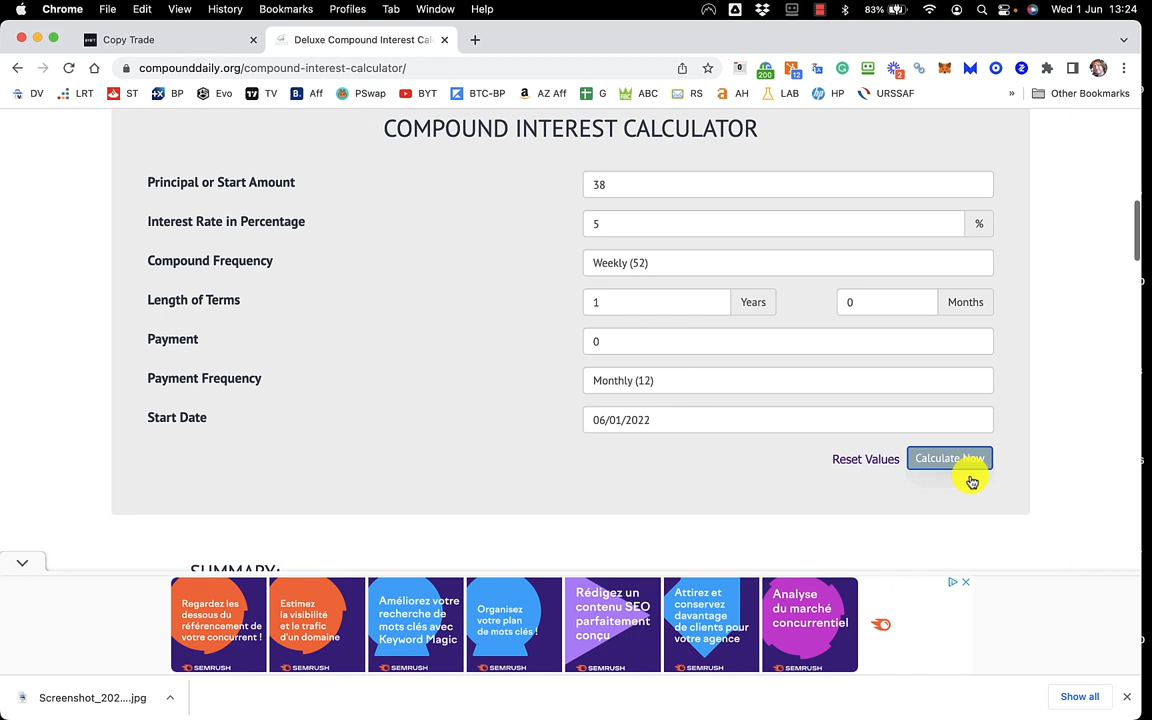 Chrome File Edit View History Bookmarks Profiles Tab Window Help 83% Wed 1 Jun 13:24
Copy Trade Deluxe Compound Interest Cal
compounddaily.org/compound-interest-calculator/ 200 12 2
DV LRT ST BP Evo TV Aff PSwap BYT BTC-BP AZ Aff G ABC RS AH LAB HP URSSAF » Other Bookmarks
COMPOUND INTEREST CALCULATOR
Principal or Start Amount 38
Interest Rate in Percentage 5 %
Compound Frequency Weekly (52)
Length of Terms 1 Years 0 Months
Payment 0
Payment Frequency Monthly (12)
Start Date 06/01/2022
Reset Values Calculate Now
SUMMARY:
Regardez les
dessous du
référencement de
votre concurrent !
SEMRUSH
Estimez
la visibilité
et le trafic
d'un domaine
SEMRUSH
Améliorez votre
recherche de
mots clés avec
Keyword Magic
SEMRUSH
Organisez
votre plan
de mots clés !
SEMRUSH
Rédigez un
contenu SEO
parfaitement
conçu
SEMRUSH
Attirez et
conservez
davantage
de clients pour
votre agence
SEMRUSH
Analyse
du marché
concurrentiel
SEMRUSH
Screenshot_202....jpg Show all